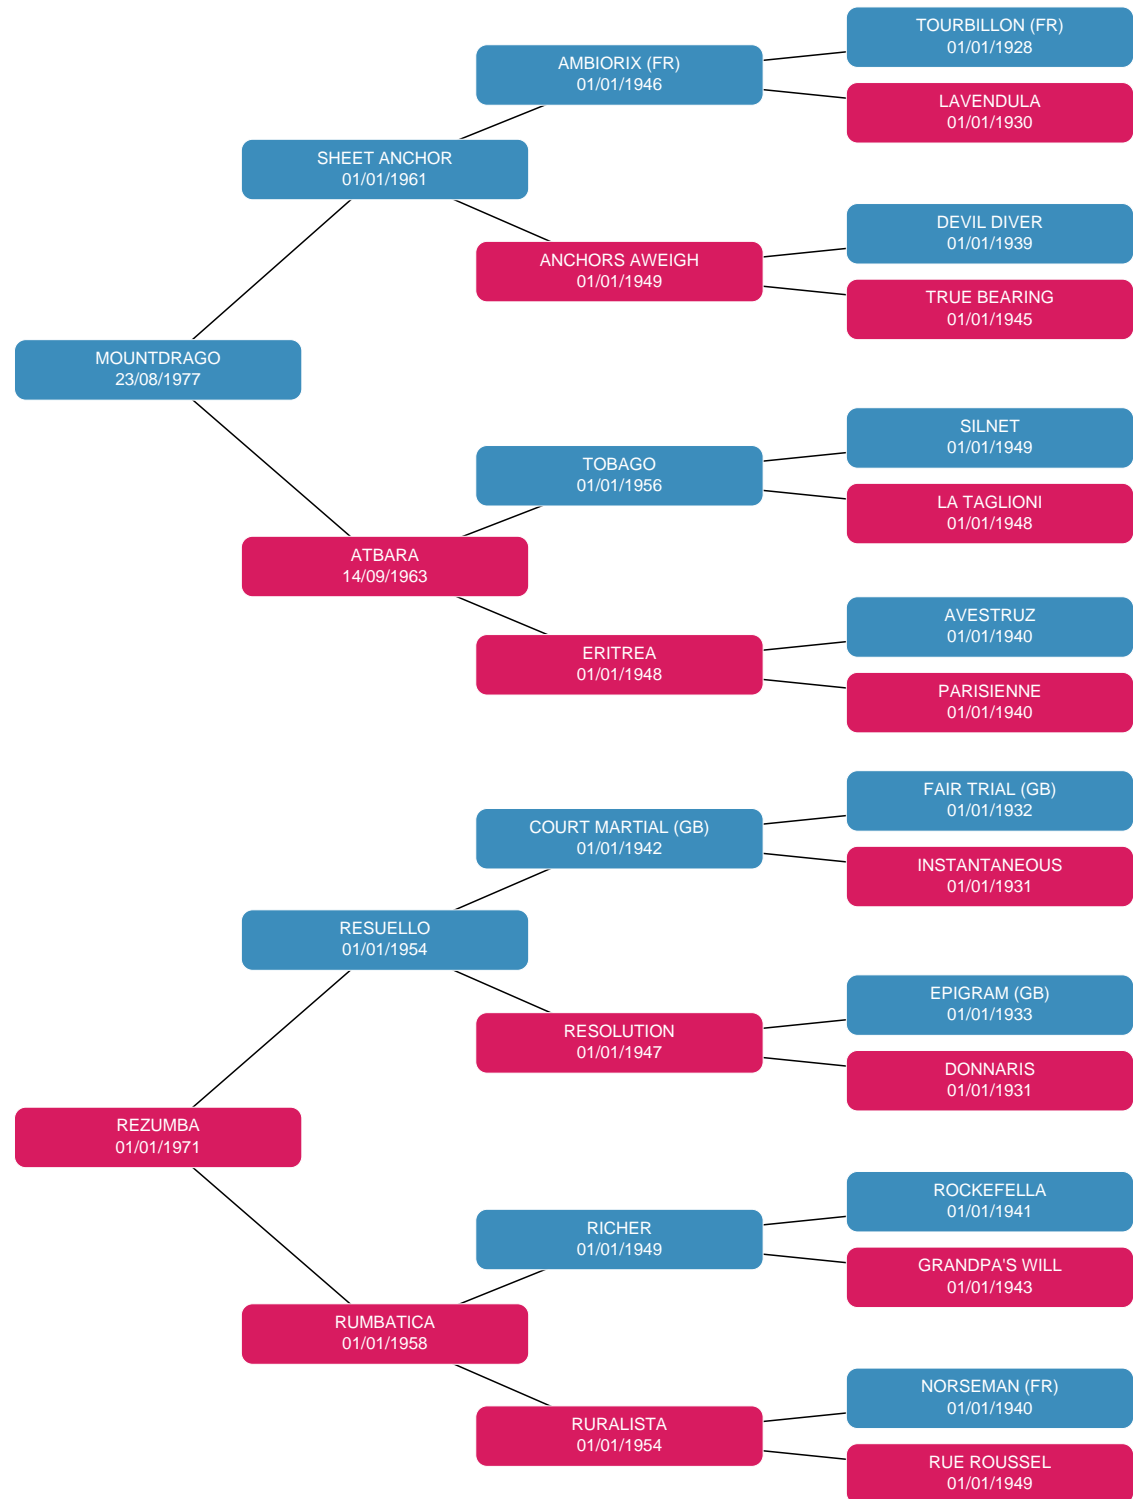 TOURBILLON (FR)
01/01/1928
AMBIORIX (FR)
01/01/1946
LAVENDULA
01/01/1930
SHEET ANCHOR
01/01/1961
DEVIL DIVER
01/01/1939
ANCHORS AWEIGH
01/01/1949
TRUE BEARING
01/01/1945
MOUNTDRAGO
23/08/1977
SILNET
01/01/1949
TOBAGO
01/01/1956
LA TAGLIONI
01/01/1948
ATBARA
14/09/1963
AVESTRUZ
01/01/1940
ERITREA
01/01/1948
PARISIENNE
01/01/1940
FAIR TRIAL (GB)
01/01/1932
COURT MARTIAL (GB)
01/01/1942
INSTANTANEOUS
01/01/1931
RESUELLO
01/01/1954
EPIGRAM (GB)
01/01/1933
RESOLUTION
01/01/1947
DONNARIS
01/01/1931
REZUMBA
01/01/1971
ROCKEFELLA
01/01/1941
RICHER
01/01/1949
GRANDPA'S WILL
01/01/1943
RUMBATICA
01/01/1958
NORSEMAN (FR)
01/01/1940
RURALISTA
01/01/1954
RUE ROUSSEL
01/01/1949